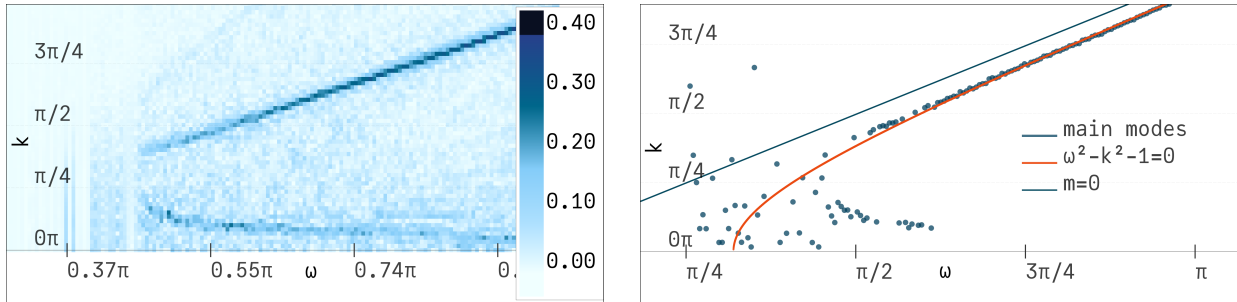 0.40
3π/4
0.30
π/2
0.20
k
π/4
0.10
0π
0.00
0.37π
0.55π
ω
0.74π
0.
3π/4
π/2
main modes
k
ω²-k²-1=0
π/4
m=0
0π
π/4
π/2
ω
3π/4
π